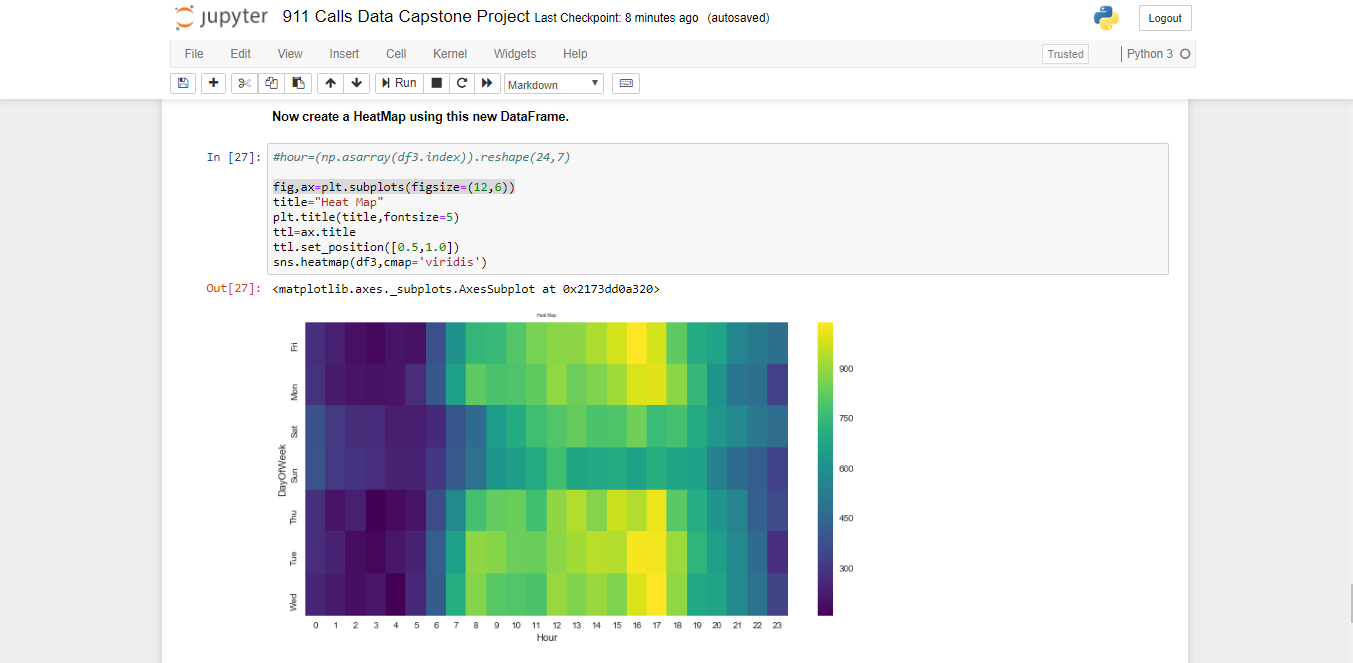 jupyter 911 Calls Data Capstone Project Last Checkpoint: 8 minutes ago (autosaved)
Logout
File Edit View Insert Cell Kernel Widgets Help
Trusted
Python 3
Run
Markdown
Now create a HeatMap using this new DataFrame.
In [27]: #hour=(np.asarray(df3.index)).reshape(24,7)
fig,ax=plt.subplots(figsize=(12,6))
title="Heat Map"
plt.title(title,fontsize=5)
ttl=ax.title
ttl.set_position([0.5,1.0])
sns.heatmap(df3,cmap='viridis')
Out[27]: <matplotlib.axes._subplots.AxesSubplot at 0x2173dd0a320>
Heat Map
DayOfWeek
Fri
Mon
Sat
Sun
Thu
Tue
Wed
0 1 2 3 4 5 6 7 8 9 10 11 12 13 14 15 16 17 18 19 20 21 22 23
Hour
900
750
600
450
300